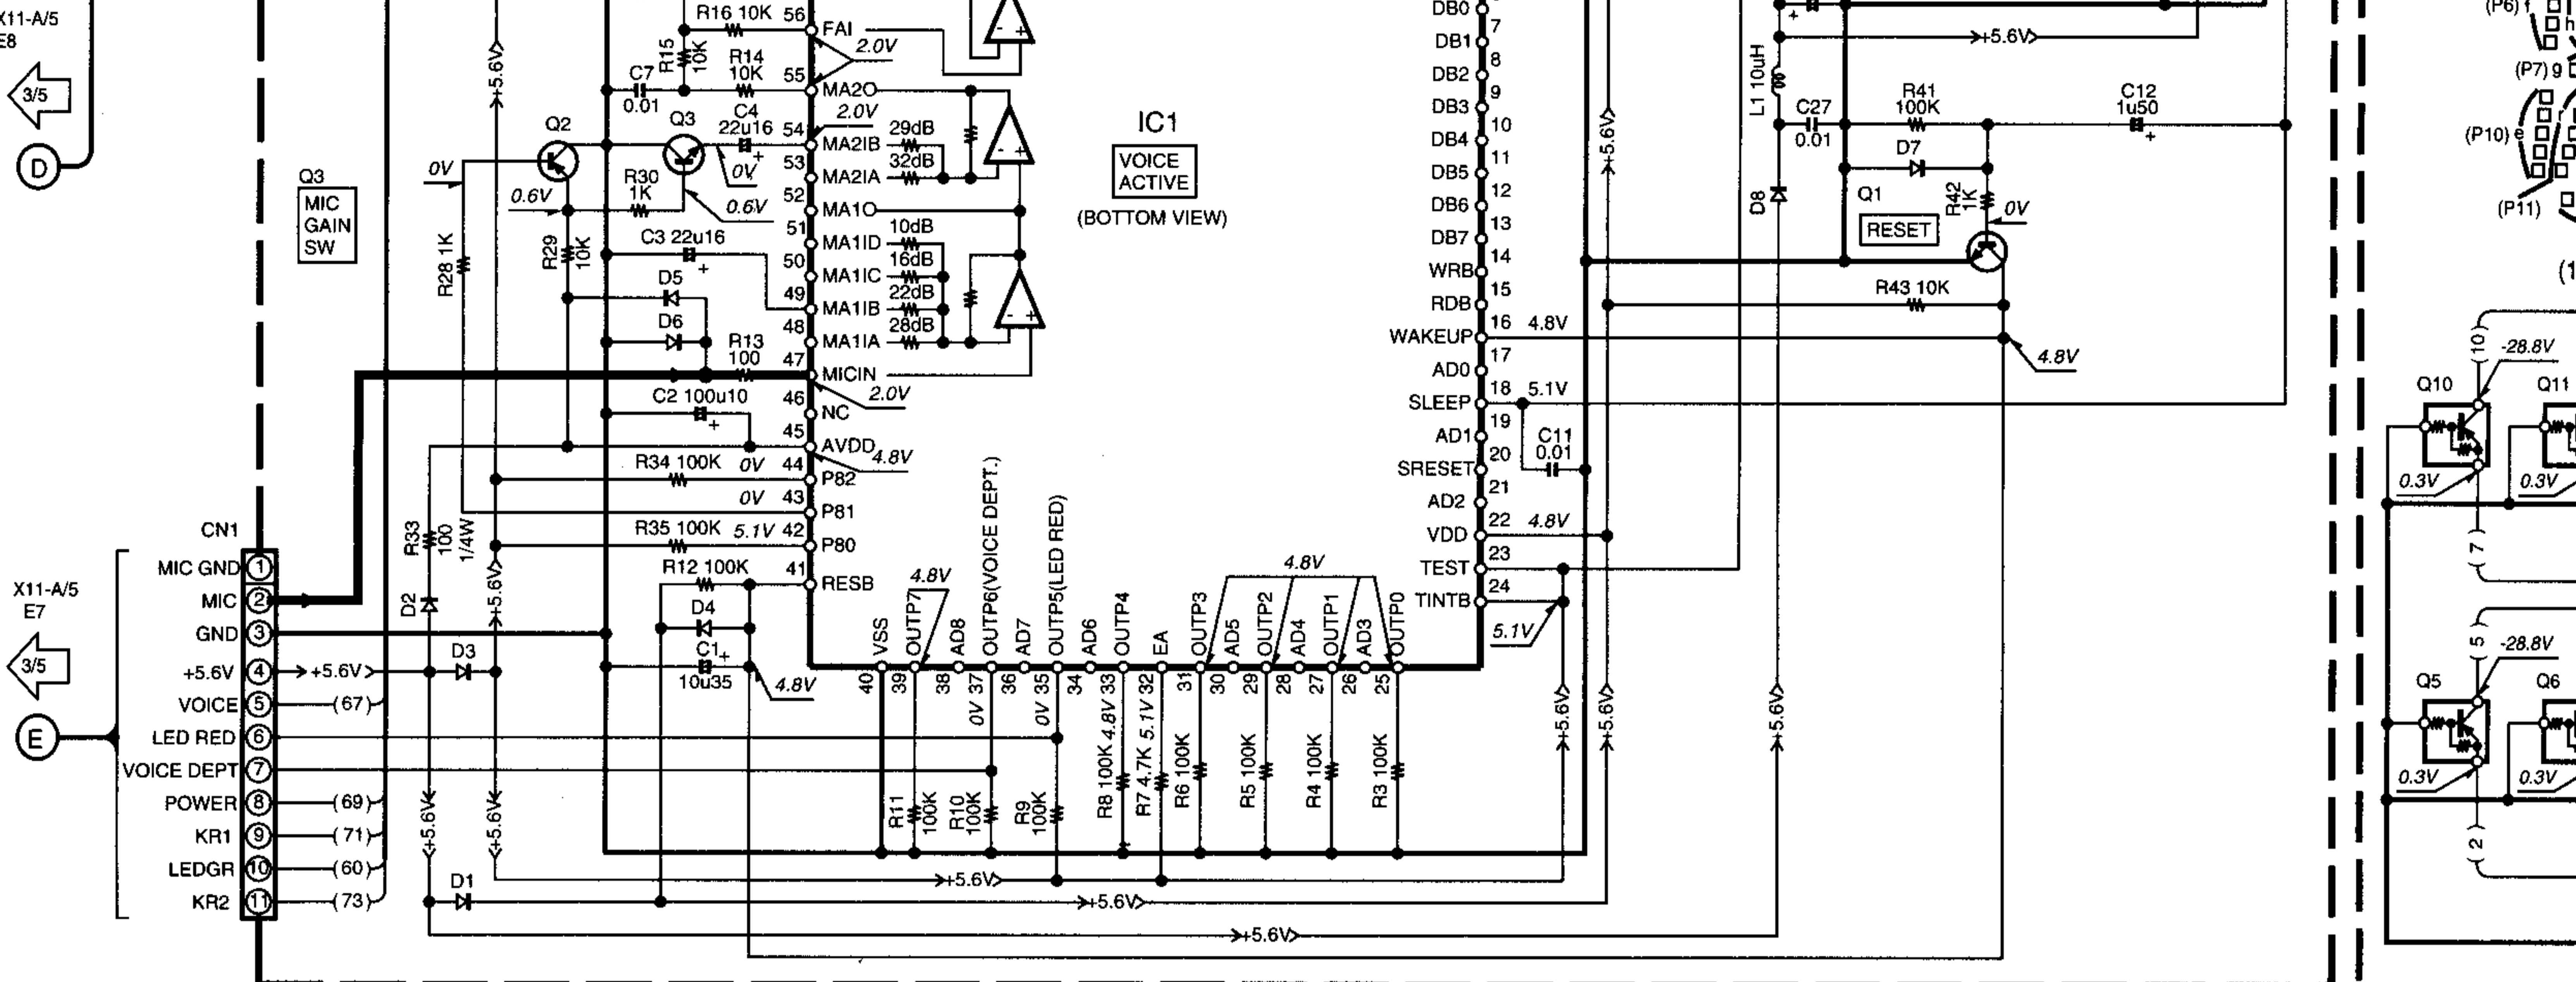 X11-A/5
E8
3/5
D
+5.6V
R16 10K
R15
10K
R14
10K
C7
0.01
C4
22u16
56
FAI
2.0V
55
MA2O
2.0V
54
MA2IB
29dB
53
MA2IA
32dB
52
MA1O
51
MA1ID
10dB
50
MA1IC
16dB
49
MA1IB
22dB
48
MA1IA
28dB
47
MICIN
2.0V
46
NC
45
AVDD
4.8V
44
P82
43
P81
42
P80
41
RESB
Q2
Q3
0V
0.6V
R30
1K
0V
0.6V
Q3
MIC
GAIN
SW
R28 1K
R29
10K
C3 22u16
+
D5
D6
R13
100
C2 100u10
+
R34 100K
0V
0V
R35 100K
5.1V
R12 100K
D4
C1
+
10u35
4.8V
R33
100
1/4W
D2
+5.6V
D3
IC1
VOICE
ACTIVE
(BOTTOM VIEW)
CN1
X11-A/5
E7
3/5
E
MIC GND
1
MIC
2
GND
3
+5.6V
4
+5.6V
VOICE
5
(67)
LED RED
6
VOICE DEPT
7
POWER
8
(69)
KR1
9
(71)
LEDGR
10
(60)
KR2
11
(73)
+5.6V
+5.6V
D1
+5.6V
+5.6V
+5.6V
VSS
OUTP7
4.8V
AD8
OUTP6(VOICE DEPT.)
AD7
OUTP5(LED RED)
AD6
OUTP4
EA
OUTP3
AD5
OUTP2
AD4
OUTP1
AD3
OUTP0
4.8V
40
39
38
37
0V
36
35
0V
34
33
4.8V
32
5.1V
31
30
29
28
27
26
25
R11
100K
R10
100K
R9
100K
R8 100K
R7 4.7K
R6 100K
R5 100K
R4 100K
R3 100K
DB0
7
DB1
8
DB2
9
DB3
10
DB4
11
DB5
12
DB6
13
DB7
14
WRB
15
RDB
16
WAKEUP
4.8V
17
AD0
18
SLEEP
5.1V
19
AD1
20
SRESET
21
AD2
22
VDD
4.8V
23
TEST
24
TINTB
5.1V
C11
0.01
+5.6V
+5.6V
+5.6V
+5.6V
+
+5.6V
L1 10uH
C27
0.01
R41
100K
C12
1u50
+
D7
D8
Q1
RESET
R42
1K
0V
R43 10K
4.8V
(P6) f
h
(P7) g
(P10) e
r
(P11)
(1
(10)
-28.8V
Q10
Q11
0.3V
0.3V
(7)
(5)
-28.8V
Q5
Q6
0.3V
0.3V
(2)